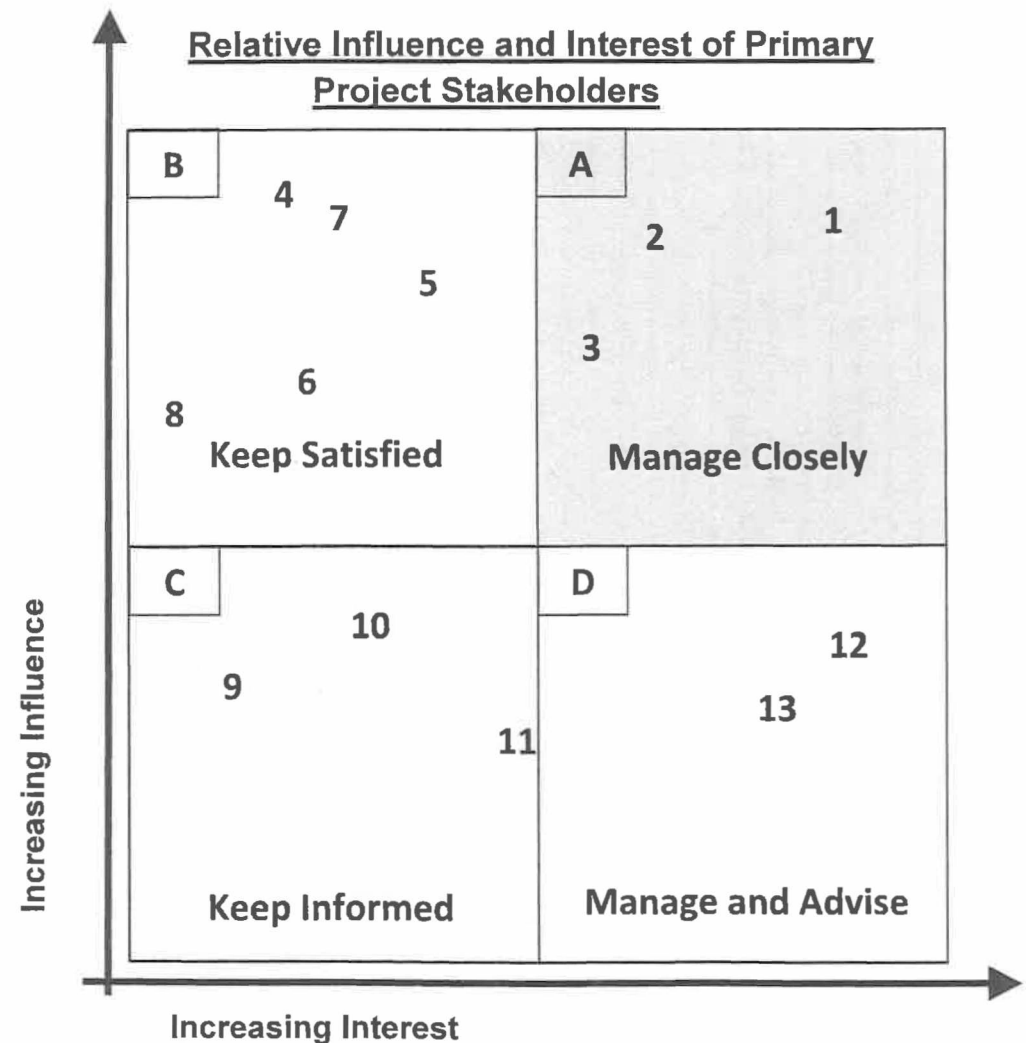 Relative Influence and Interest of Primary
Project Stakeholders
B
4
7
5
6
8
Keep Satisfied
A
1
2
3
Manage Closely
C
10
9
11
Keep Informed
D
12
13
Manage and Advise
Increasing Influence
Increasing Interest